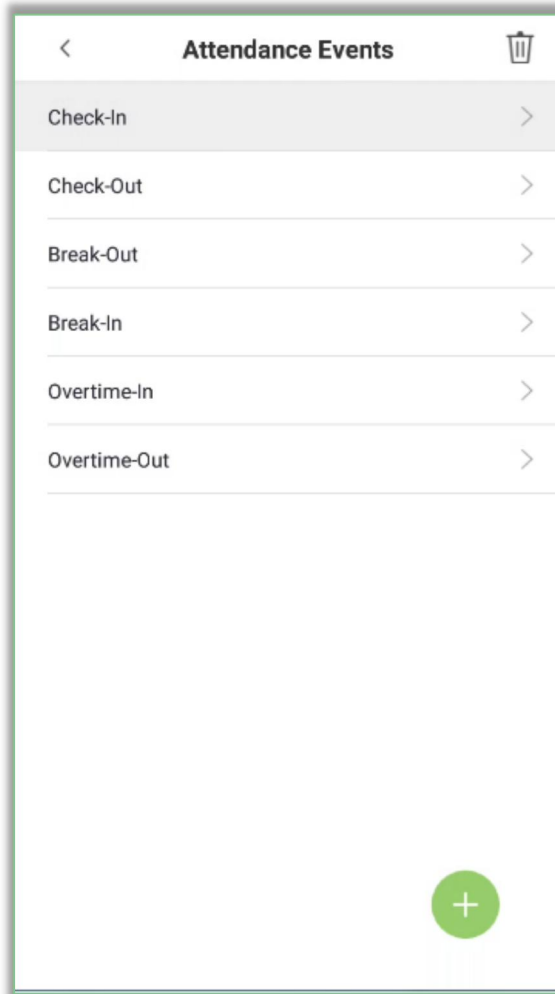 Attendance Events
Check-In
Check-Out
Break-Out
Break-In
Overtime-In
Overtime-Out